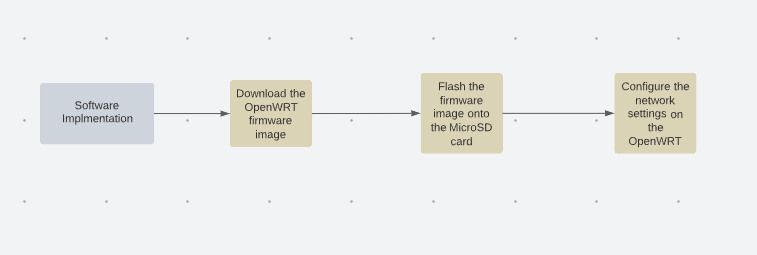 Software
Implmentation
Download the
OpenWRT
firmware
image
Flash the
firmware
image onto
the MicroSD
card
Configure the
network
settings on
the
OpenWRT